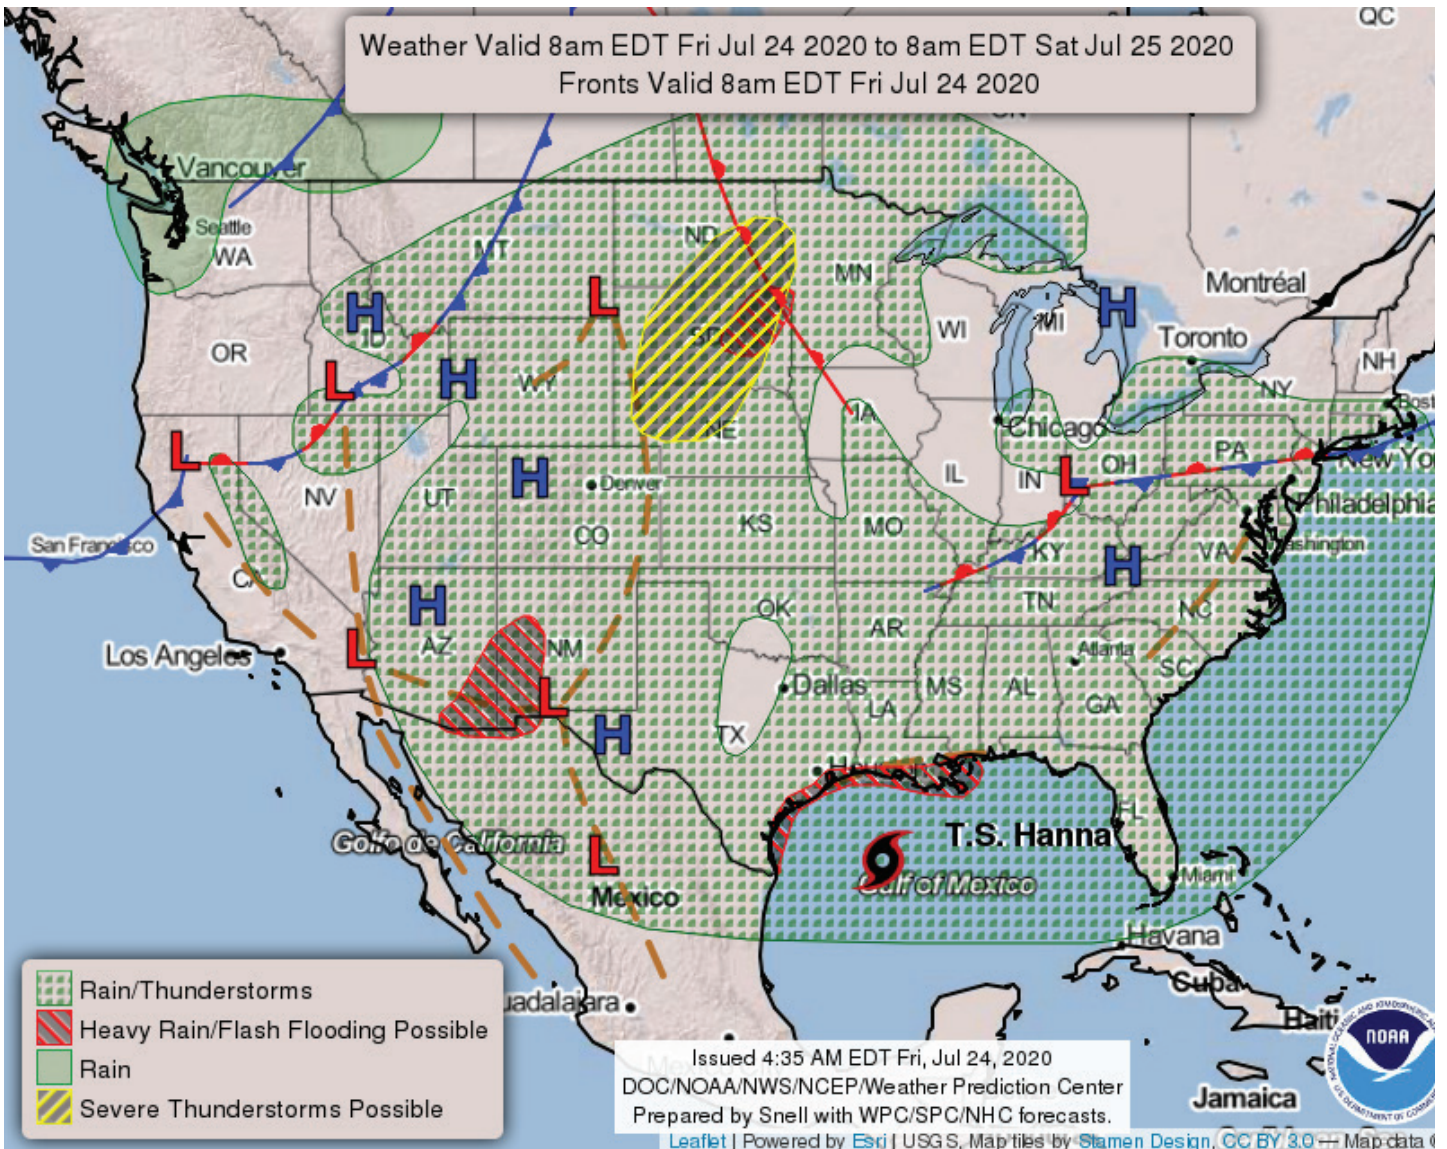 QC
Weather Valid 8am EDT Fri Jul 24 2020 to 8am EDT Sat Jul 25 2020
Fronts Valid 8am EDT Fri Jul 24 2020
Vancouver
Seattle
WA
MT
ND
MN
Montréal
OR
ID
H
L
SD
WI
MI
H
Toronto
NH
L
H
WY
NE
IA
NY
Chicago
L
NV
UT
H
Denver
CO
KS
MO
IL
IN
L
OH
PA
New Yor
Philadelphia
San Francisco
CA
KY
H
VA
Washington
H
AZ
NM
OK
AR
TN
NC
Los Angeles
L
L
H
TX
Dallas
LA
MS
AL
Atlanta
GA
SC
FL
T.S. Hanna
Golfo de California
L
Mexico
Gulf of Mexico
Miami
Havana
Cuba
Haiti
Jamaica
Rain/Thunderstorms
Heavy Rain/Flash Flooding Possible
Rain
Severe Thunderstorms Possible
uadalajara
Issued 4:35 AM EDT Fri, Jul 24, 2020
DOC/NOAA/NWS/NCEP/Weather Prediction Center
Prepared by Snell with WPC/SPC/NHC forecasts.
NOAA
Leaflet | Powered by Esri | USGS, Map tiles by Stamen Design, CC BY 3.0 — Map data ©